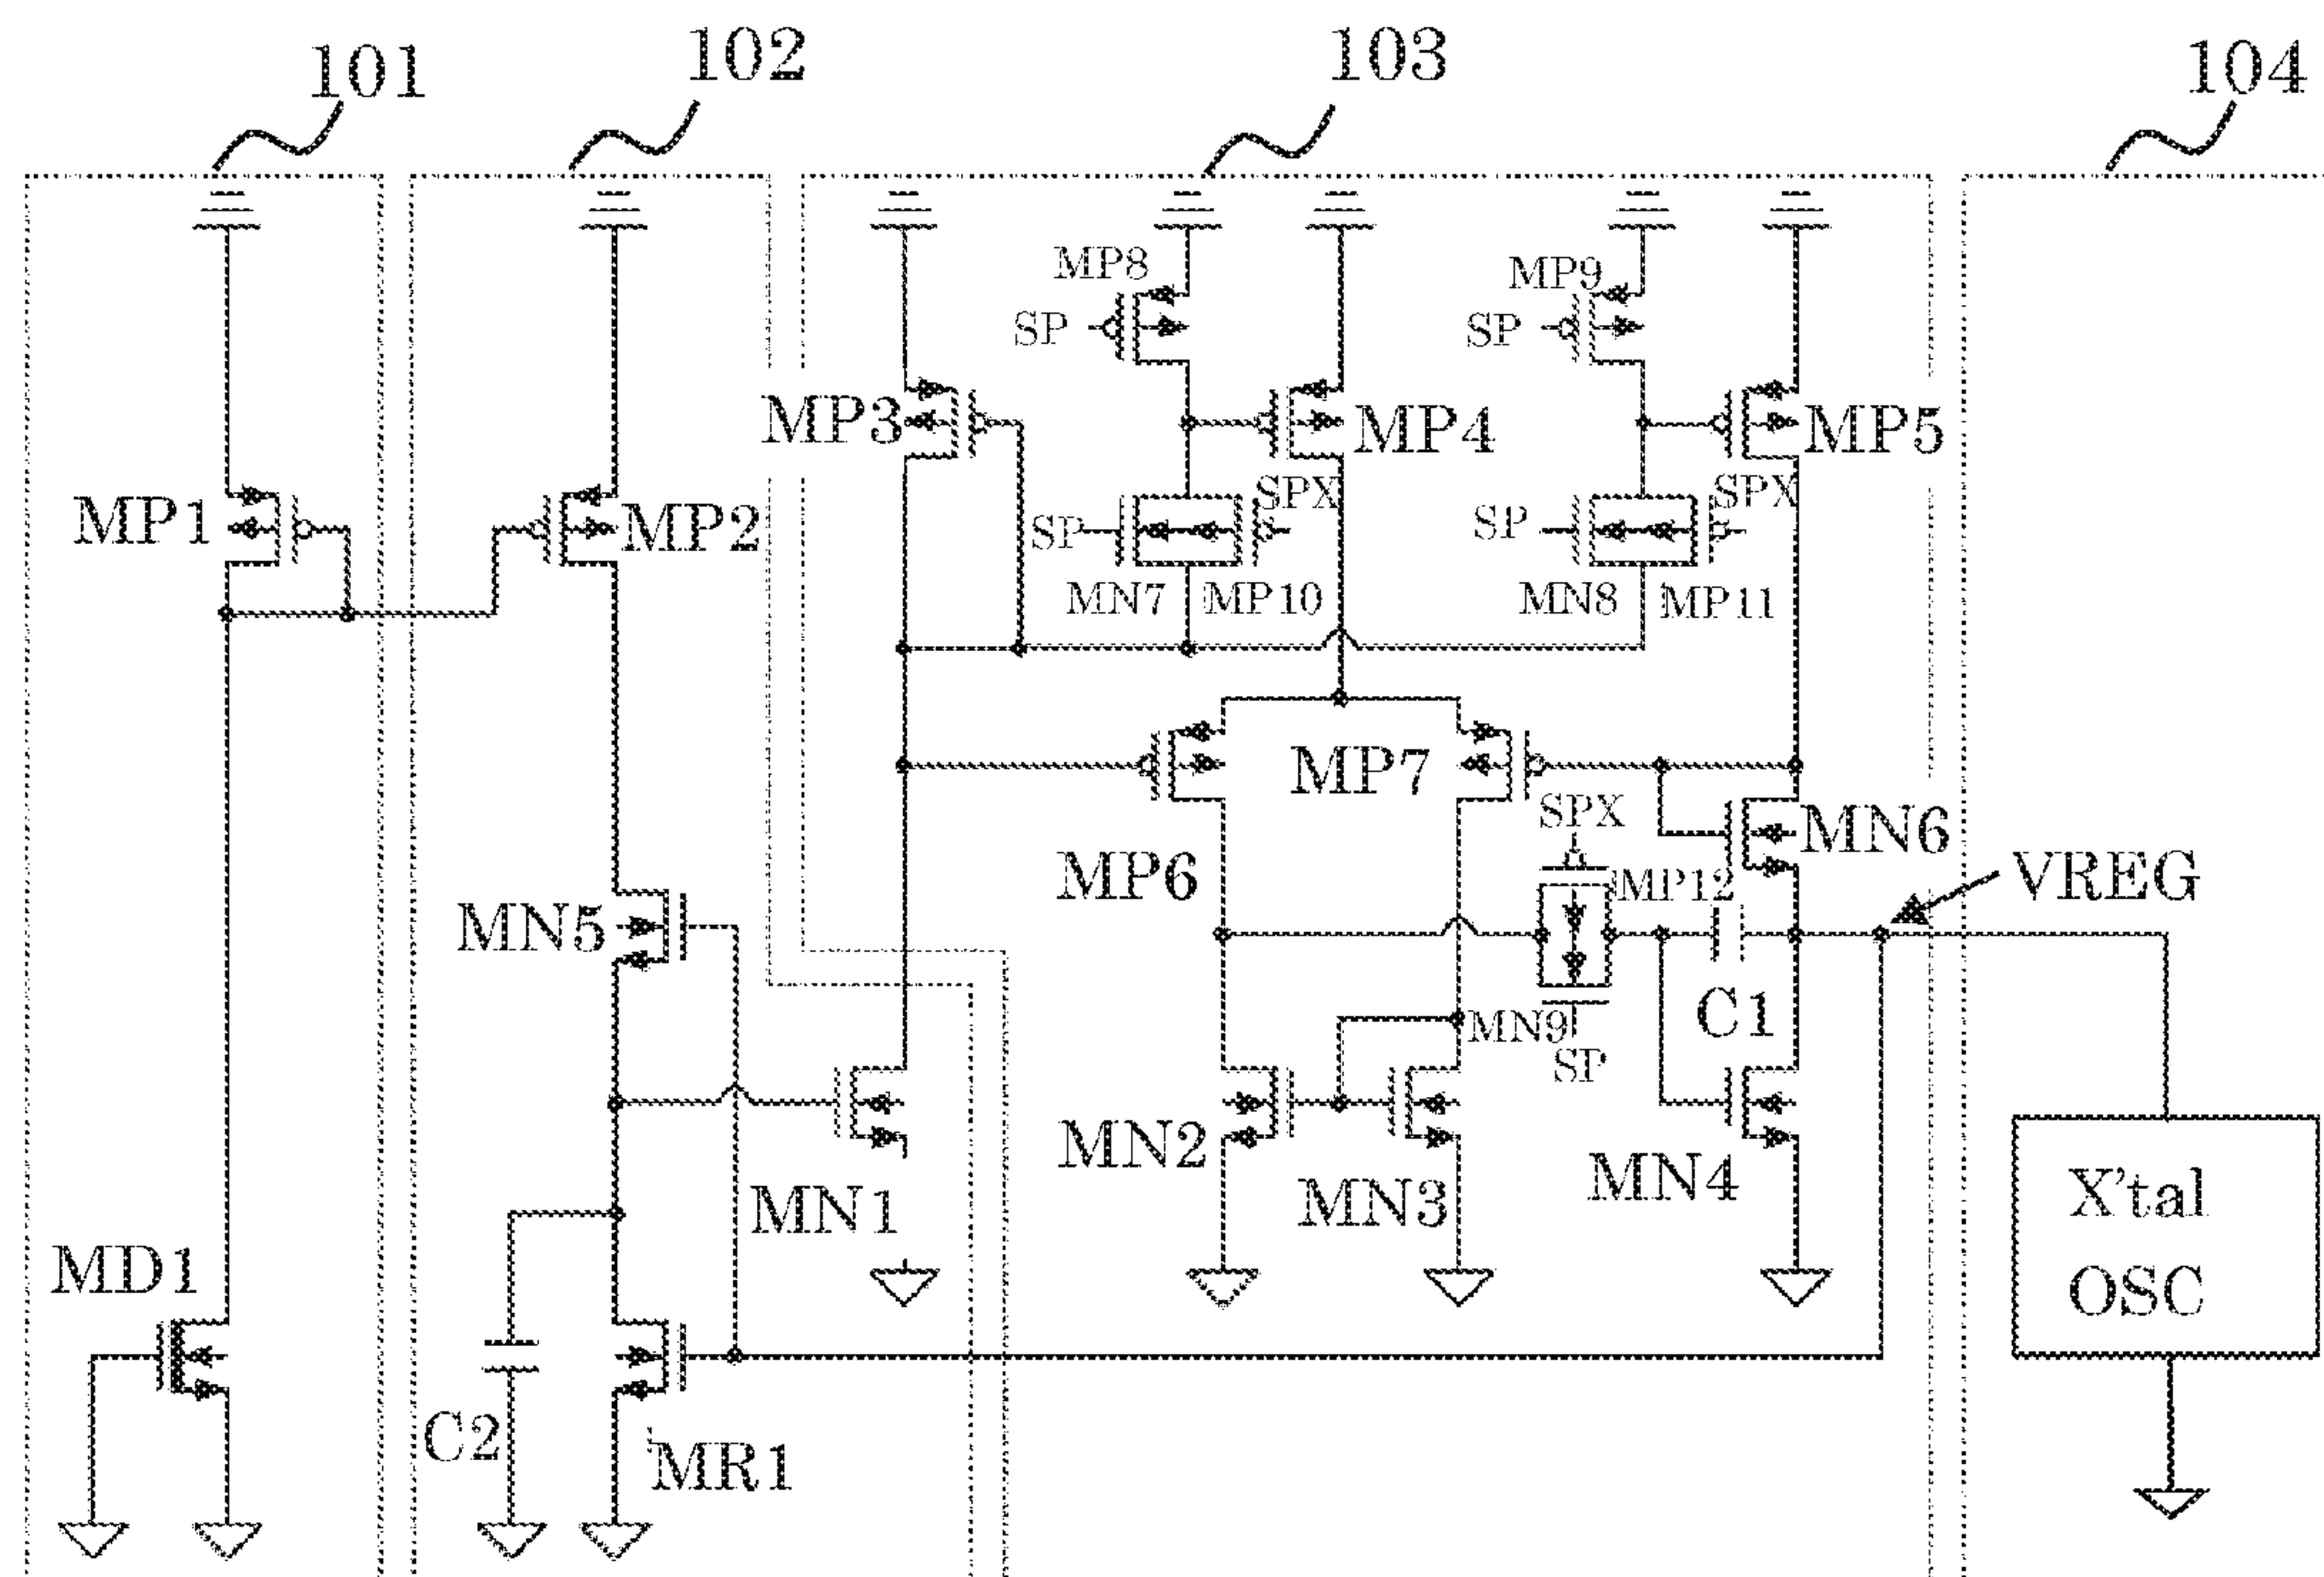 101 102 103 104
MP8 MP9
SP SP
MP3 MP4 MP5
SPX SPX
MP1 MP2 SP SP
MN7 MP10 MN8 MP11
MP7
SPX
MN6
MP6 MP12 VREG
MN5
C1
MN9
SP
MN2 MN4
MN1 MN3 X'tal
MD1 OSC
C2 MR1